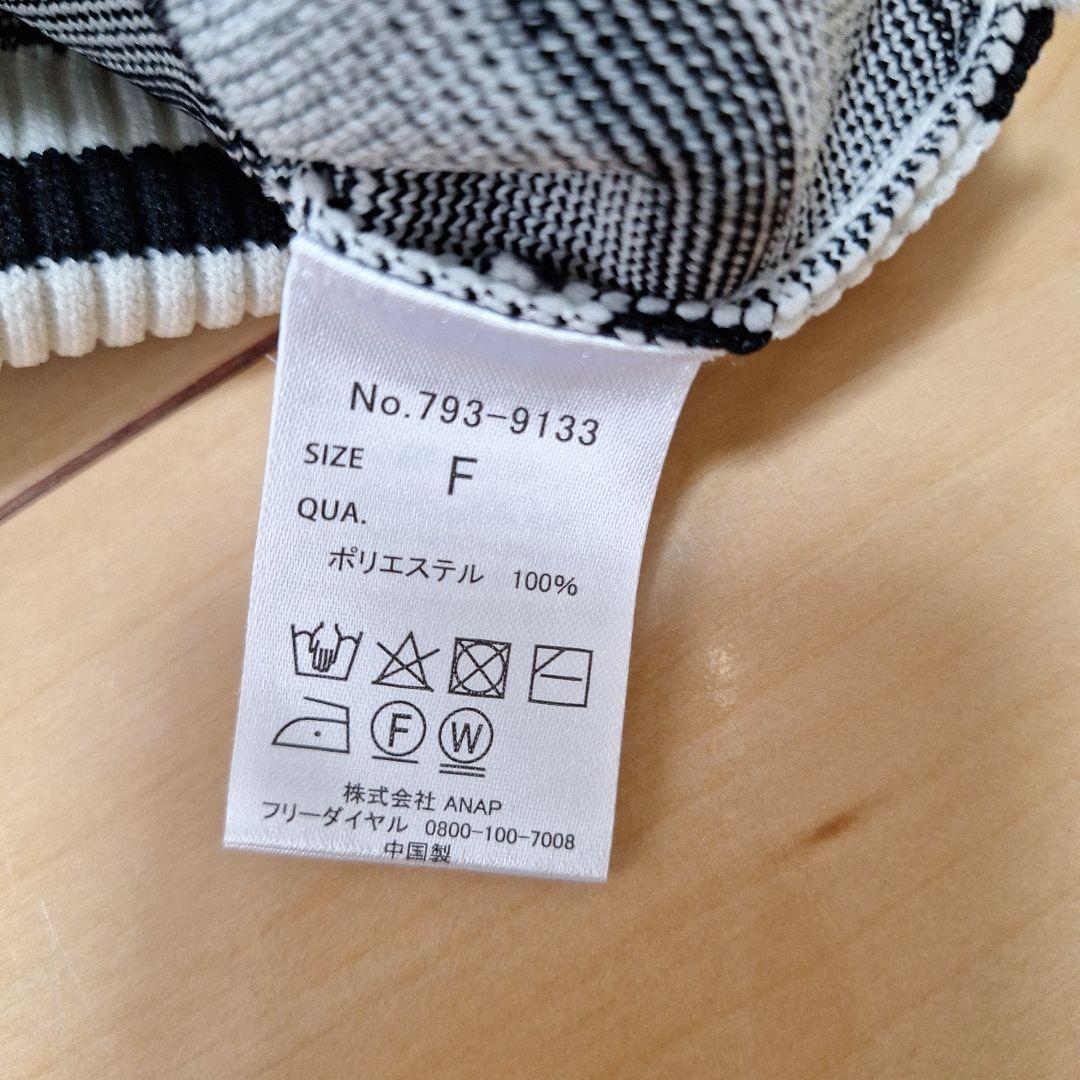 No.793-9133
SIZE F
QUA.
ポリエステル 100%
F W
株式会社 ANAP
フリーダイヤル 0800-100-7008
中国製